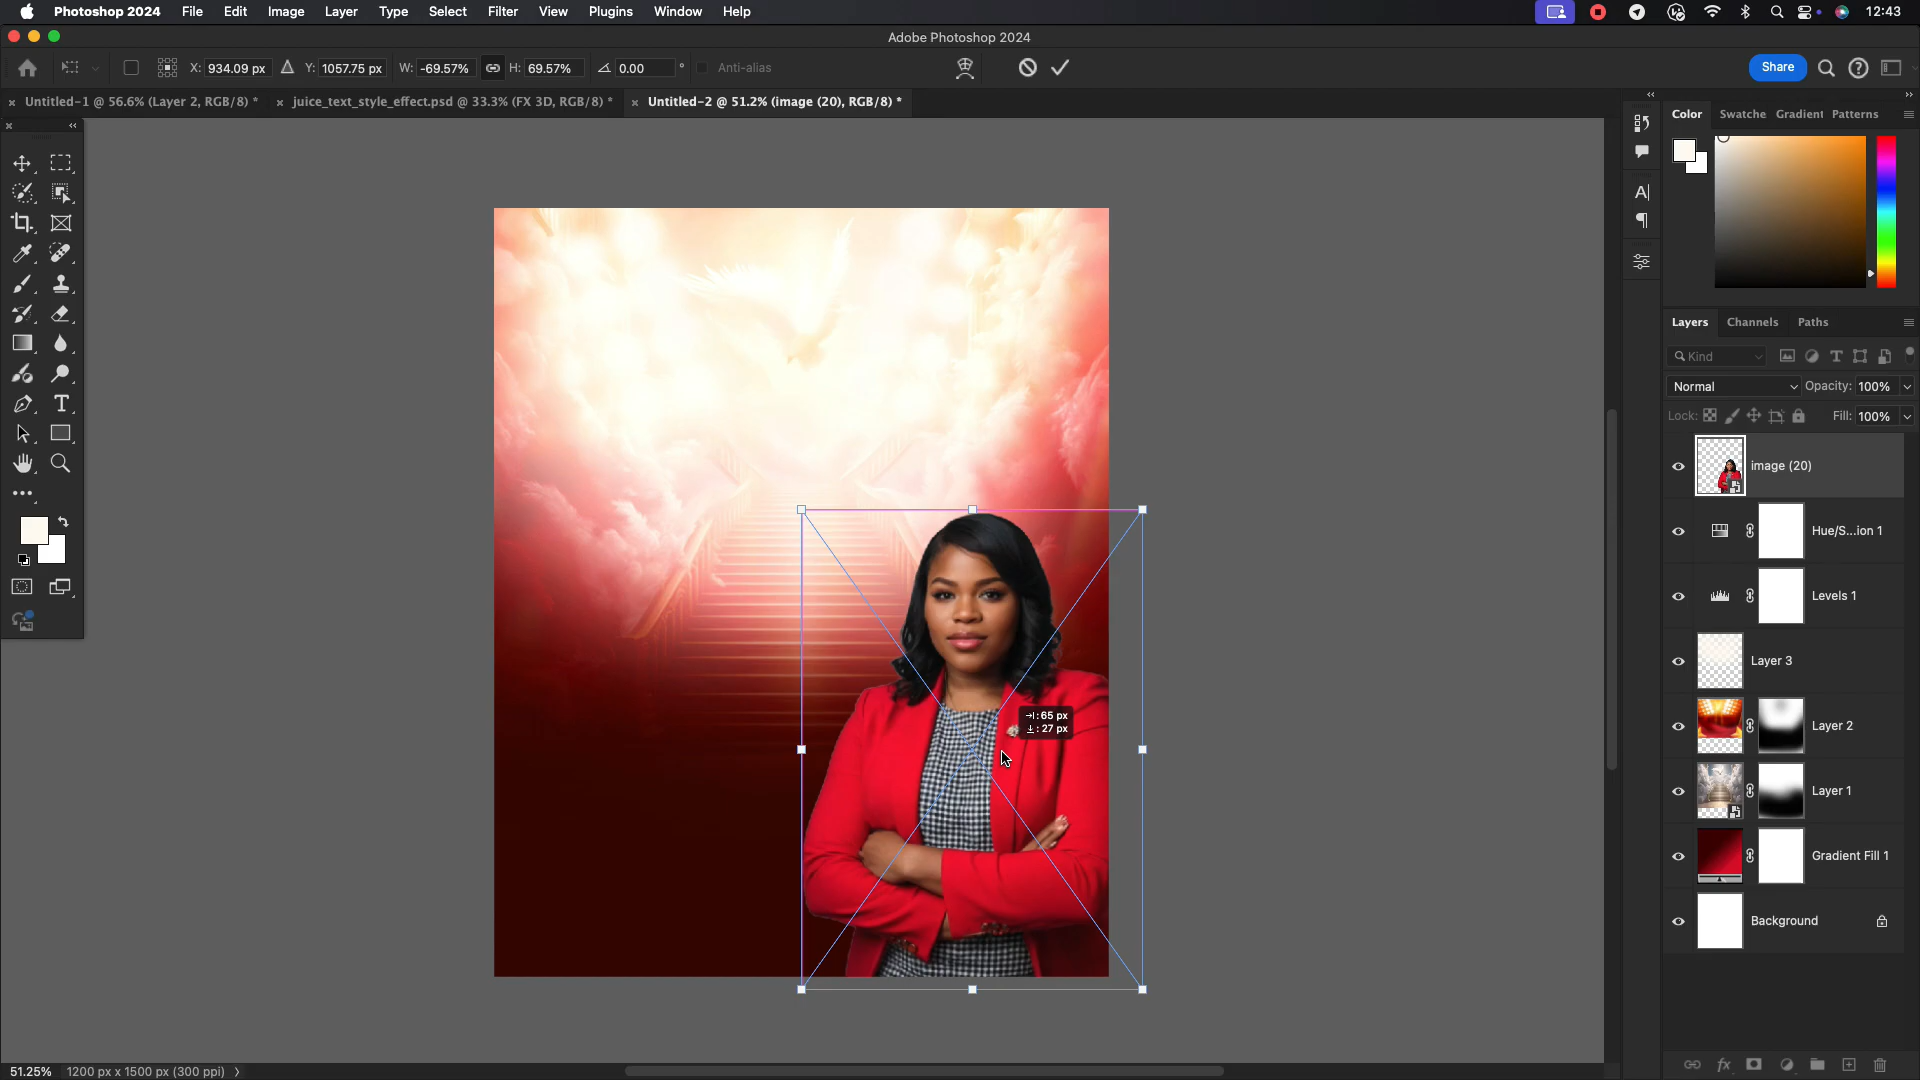 Photoshop 2024 File Edit Image Layer Type Select Filter View Plugins Window Help 12:43
Adobe Photoshop 2024
X: 934.09 px Y: 1057.75 px W: -69.57% H: 69.57% 0.00 ° Anti-alias Share
× Untitled-1 @ 56.6% (Layer 2, RGB/8) * × juice_text_style_effect.psd @ 33.3% (FX 3D, RGB/8) * × Untitled-2 @ 51.2% (image (20), RGB/8) *
Color Swatche Gradient Patterns
Layers Channels Paths
Kind
Normal Opacity: 100%
Lock: Fill: 100%
image (20)
Hue/S...ion 1
Levels 1
Layer 3
Layer 2
: 65 px
: 27 px
Layer 1
Gradient Fill 1
Background
51.25% 1200 px x 1500 px (300 ppi) >